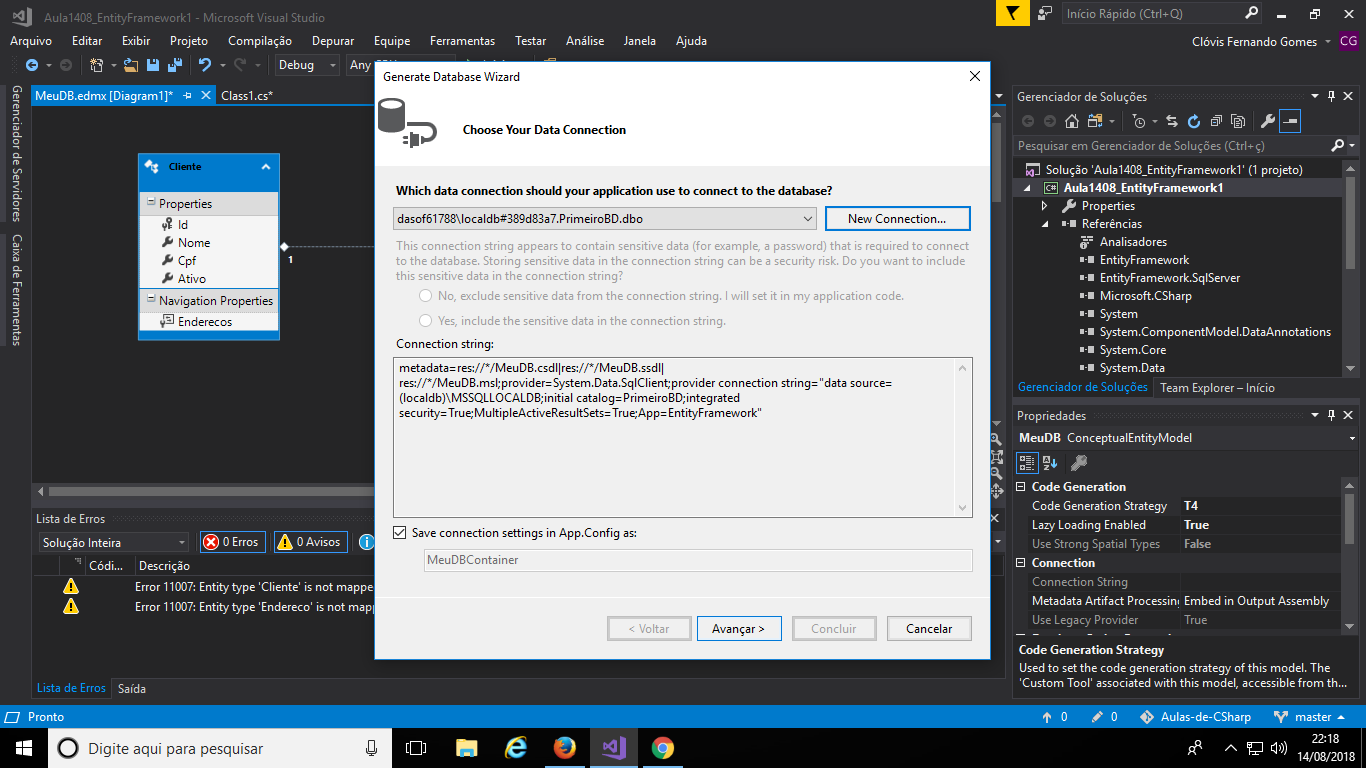 Aula1408_EntityFramework1 - Microsoft Visual Studio
Início Rápido (Ctrl+Q)
Arquivo Editar Exibir Projeto Compilação Depurar Equipe Ferramentas Testar Análise Janela Ajuda
Clóvis Fernando Gomes CG
Debug Any
MeuDB.edmx [Diagram1]* Class1.cs*
Gerenciador de Servidores
Caixa de Ferramentas
Cliente
Properties
Id
Nome
Cpf
Ativo
Navigation Properties
Enderecos
1
Generate Database Wizard
Choose Your Data Connection
Which data connection should your application use to connect to the database?
dasof61788\localdb#389d83a7.PrimeiroBD.dbo
New Connection...
This connection string appears to contain sensitive data (for example, a password) that is required to connect
to the database. Storing sensitive data in the connection string can be a security risk. Do you want to include
this sensitive data in the connection string?
No, exclude sensitive data from the connection string. I will set it in my application code.
Yes, include the sensitive data in the connection string.
Connection string:
metadata=res://*/MeuDB.csdl|res://*/MeuDB.ssdl|
res://*/MeuDB.msl;provider=System.Data.SqlClient;provider connection string="data source=
(localdb)\MSSQLLOCALDB;initial catalog=PrimeiroBD;integrated
security=True;MultipleActiveResultSets=True;App=EntityFramework"
Save connection settings in App.Config as:
MeuDBContainer
< Voltar Avançar > Concluir Cancelar
Gerenciador de Soluções
Pesquisar em Gerenciador de Soluções (Ctrl+ç)
Solução 'Aula1408_EntityFramework1' (1 projeto)
C# Aula1408_EntityFramework1
Properties
Referências
Analisadores
EntityFramework
EntityFramework.SqlServer
Microsoft.CSharp
System
System.ComponentModel.DataAnnotations
System.Core
System.Data
Gerenciador de Soluções Team Explorer – Início
Propriedades
MeuDB ConceptualEntityModel
Code Generation
Code Generation Strategy T4
Lazy Loading Enabled True
Use Strong Spatial Types False
Connection
Connection String
Metadata Artifact Processing Embed in Output Assembly
Use Legacy Provider True
Code Generation Strategy
Used to set the code generation strategy of this model. The
'Custom Tool' associated with this model, accessible from th...
Lista de Erros
Solução Inteira 0 Erros 0 Avisos
Códi... Descrição
Error 11007: Entity type 'Cliente' is not mappe
Error 11007: Entity type 'Endereco' is not mapp
Lista de Erros Saída
Pronto 0 0 Aulas-de-CSharp master
Digite aqui para pesquisar
22:18
14/08/2018